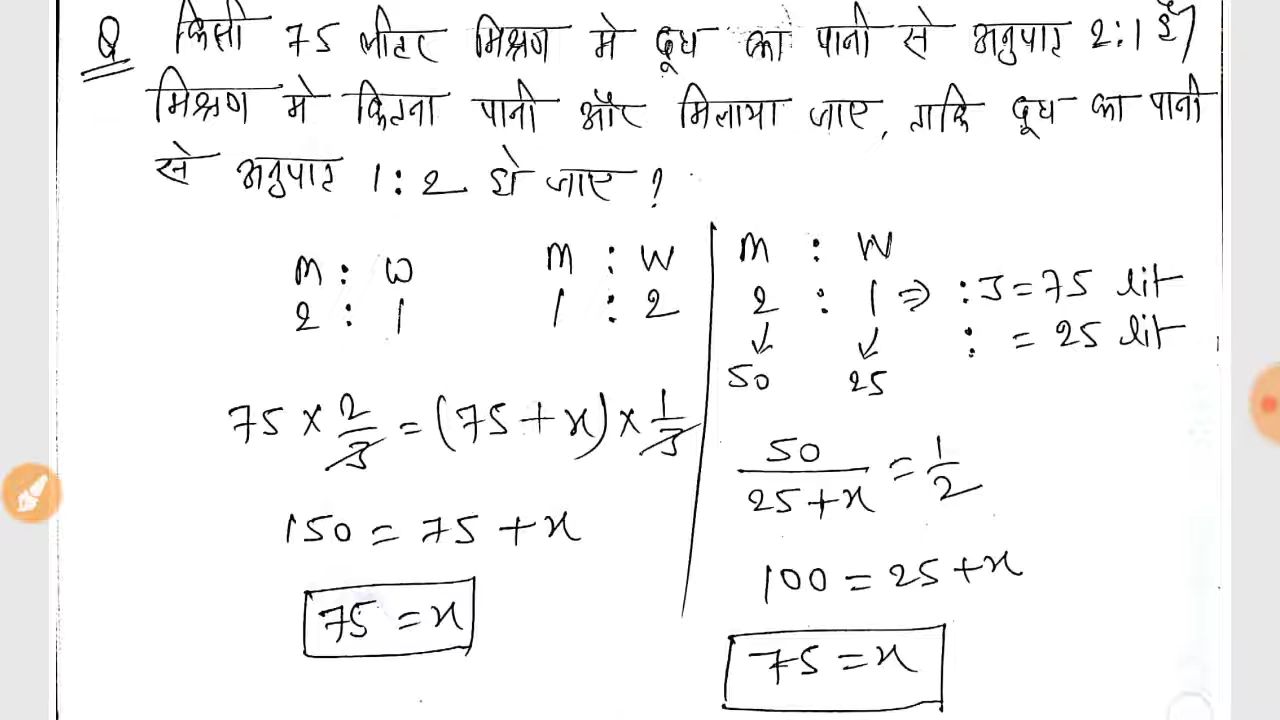 Q किसी 75 लीटर मिश्रण मे दूध का पानी से अनुपात 2:1 है।
मिश्रण मे कितना पानी और मिलाया जाए, ताकि दूध का पानी
से अनुपात 1:2 हो जाए?
M : W
2 : 1
M : W
1 : 2
75 × 2/3 = (75 + x) × 1/3
150 = 75 + x
75 = x
M : W
2 : 1 ⇒ :3 = 75 lit
↓ ↓ : = 25 lit
50 25
50/(25+x) = 1/2
100 = 25 + x
75 = x